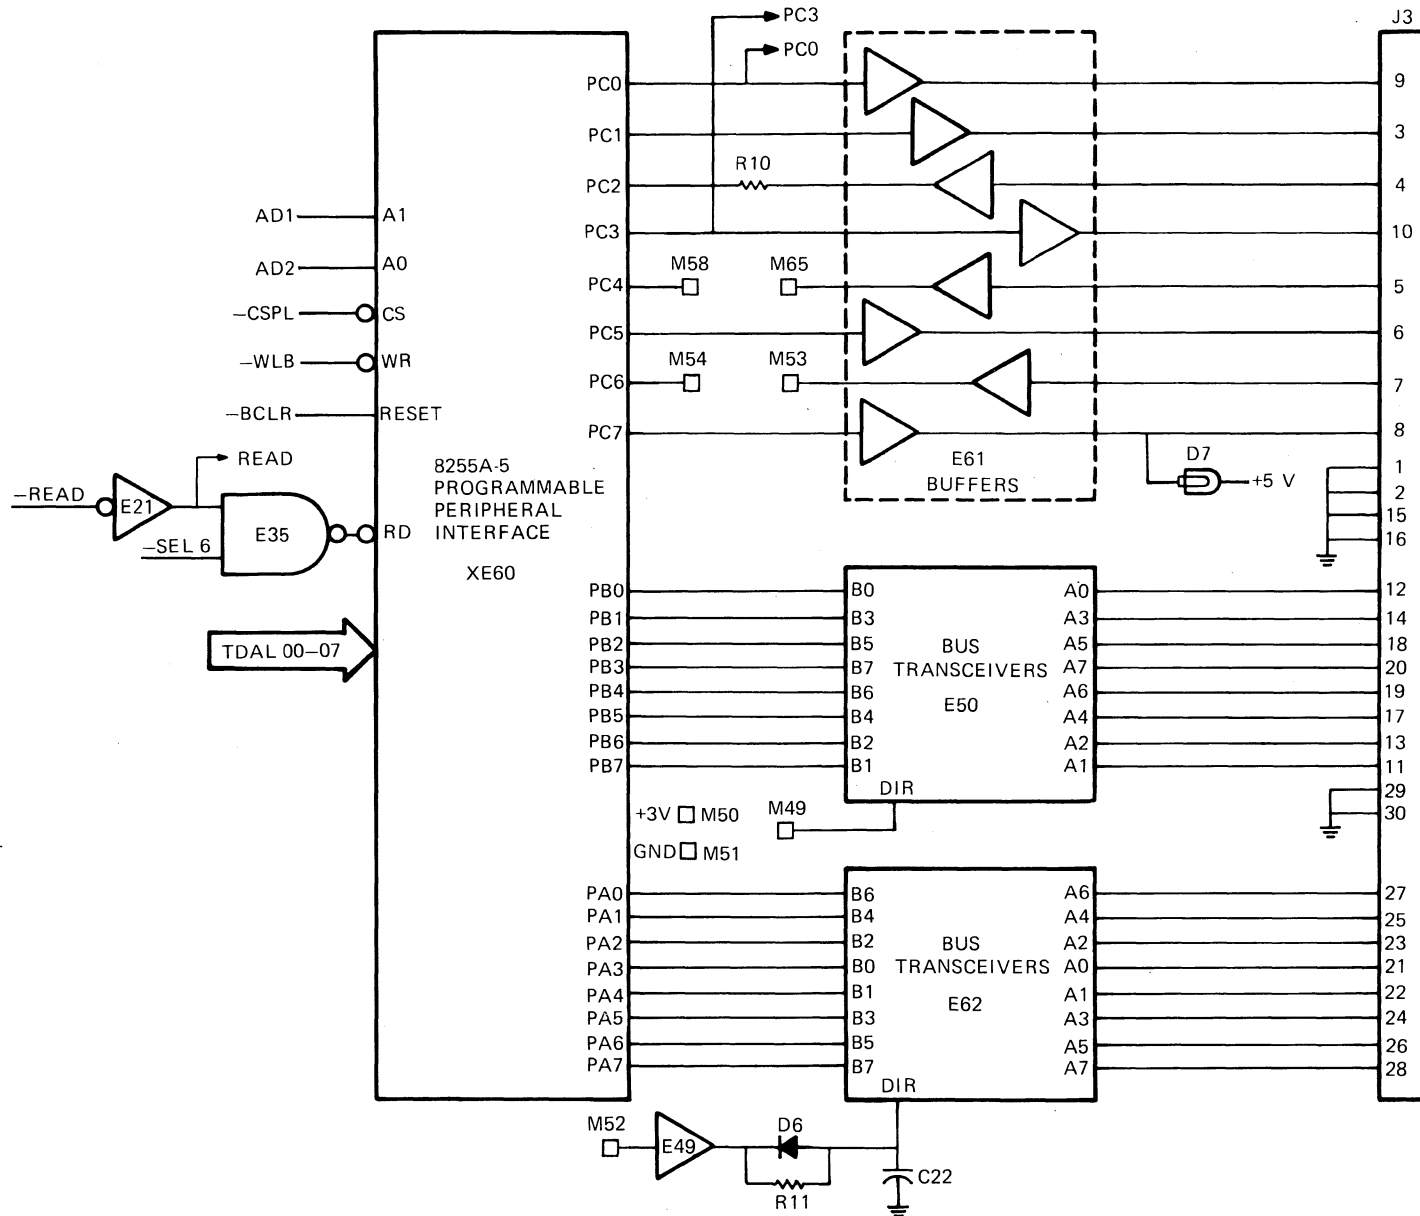 PC3
J3
PC0
PC0
9
PC1
3
R10
PC2
4
AD1
A1
PC3
10
AD2
A0
M58
M65
PC4
5
–CSPL
CS
PC5
6
–WLB
WR
M54
M53
PC6
7
–BCLR
RESET
PC7
8
READ
8255A-5
PROGRAMMABLE
PERIPHERAL
INTERFACE
XE60
E61
BUFFERS
D7
+5 V
1
2
15
16
–READ
E21
E35
RD
–SEL 6
TDAL 00–07
PB0
B0
A0
12
PB1
B3
A3
14
PB2
B5
A5
18
PB3
B7
A7
20
PB4
B6
A6
19
PB5
B4
A4
17
PB6
B2
A2
13
PB7
B1
A1
11
BUS
TRANSCEIVERS
E50
DIR
29
30
+3V
M50
M49
GND
M51
PA0
B6
A6
27
PA1
B4
A4
25
PA2
B2
A2
23
PA3
B0
A0
21
PA4
B1
A1
22
PA5
B3
A3
24
PA6
B5
A5
26
PA7
B7
A7
28
BUS
TRANSCEIVERS
E62
DIR
M52
E49
D6
R11
C22